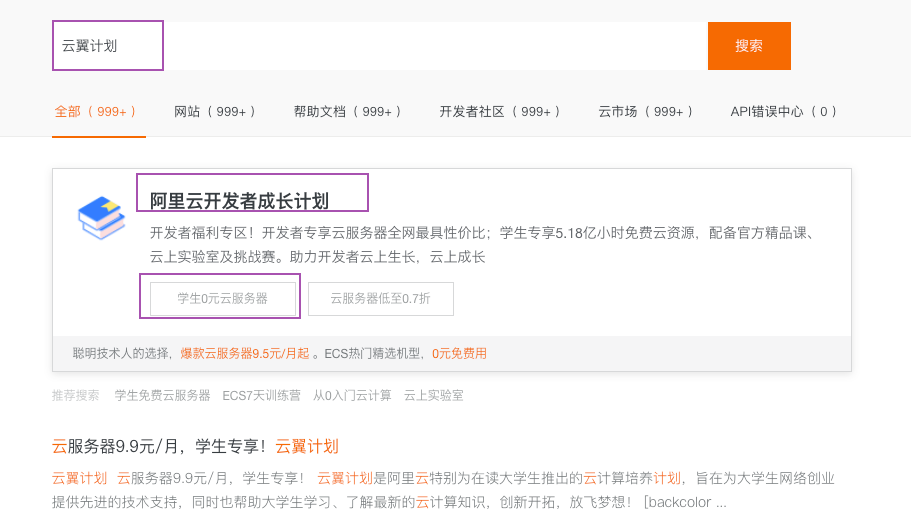 云翼计划
搜索
全部（ 999+ ） 网站（ 999+ ） 帮助文档（ 999+ ） 开发者社区（ 999+ ） 云市场（ 999+ ） API错误中心（ 0 ）
阿里云开发者成长计划
开发者福利专区！开发者专享云服务器全网最具性价比；学生专享5.18亿小时免费云资源，配备官方精品课、
云上实验室及挑战赛。助力开发者云上生长，云上成长
学生0元云服务器 云服务器低至0.7折
聪明技术人的选择，爆款云服务器9.5元/月起 。ECS热门精选机型，0元免费用
推荐搜索 学生免费云服务器 ECS7天训练营 从0入门云计算 云上实验室
云服务器9.9元/月，学生专享！云翼计划
云翼计划 云服务器9.9元/月，学生专享！ 云翼计划是阿里云特别为在读大学生推出的云计算培养计划，旨在为大学生网络创业
提供先进的技术支持，同时也帮助大学生学习、了解最新的云计算知识，创新开拓，放飞梦想！ [backcolor ...